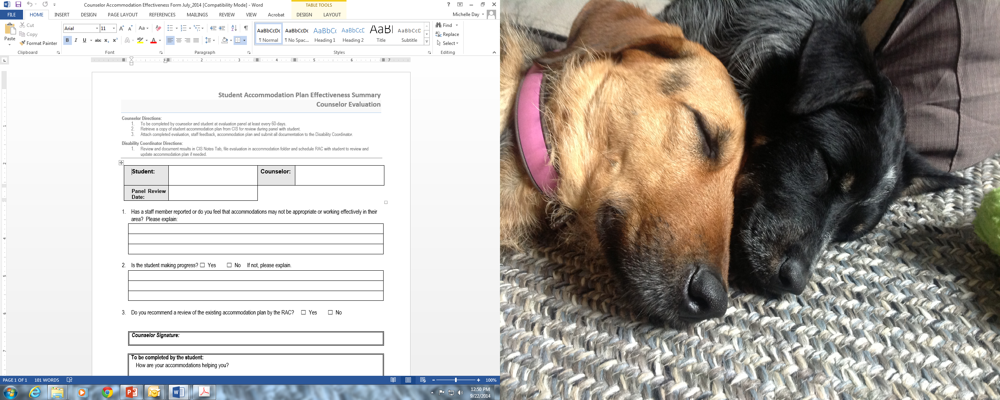 Counselor Accommodation Effectiveness Form July_2014 [Compatibility Mode] - Word
TABLE TOOLS
?
FILE HOME INSERT DESIGN PAGE LAYOUT REFERENCES MAILINGS REVIEW VIEW Acrobat DESIGN LAYOUT Michelle Day
Paste
Cut
Copy
Format Painter
Clipboard
Arial 11
B I U abc x₂ x²
Font
Paragraph
AaBbCcDc AaBbCcDc AaBbCc AaBbCcD AaBl AaBbCcD
¶ Normal ¶ No Spac... Heading 1 Heading 2 Title Subtitle
Styles
Find
Replace
Select
Editing
1 2 3 4 5 6 7
Student Accommodation Plan Effectiveness Summary
Counselor Evaluation
Counselor Directions:
1. To be completed by counselor and student at evaluation panel at least every 60-days.
2. Retrieve a copy of student accommodation plan from CIS for review during panel with student.
3. Attach completed evaluation, staff feedback, accommodation plan and submit all documentation to the Disability Coordinator.
Disability Coordinator Directions:
1. Review and document results in CIS Notes Tab, file evaluation in accommodation folder and schedule RAC with student to review and
update accommodation plan if needed.
Student: Counselor:
Panel Review
Date:
1. Has a staff member reported or do you feel that accommodations may not be appropriate or working effectively in their
area? Please explain:
2. Is the student making progress? ☐ Yes ☐ No If not, please explain.
3. Do you recommend a review of the existing accommodation plan by the RAC? ☐ Yes ☐ No
Counselor Signature:
To be completed by the student:
How are your accommodations helping you?
PAGE 1 OF 1 101 WORDS 100%
12:50 PM
9/22/2014